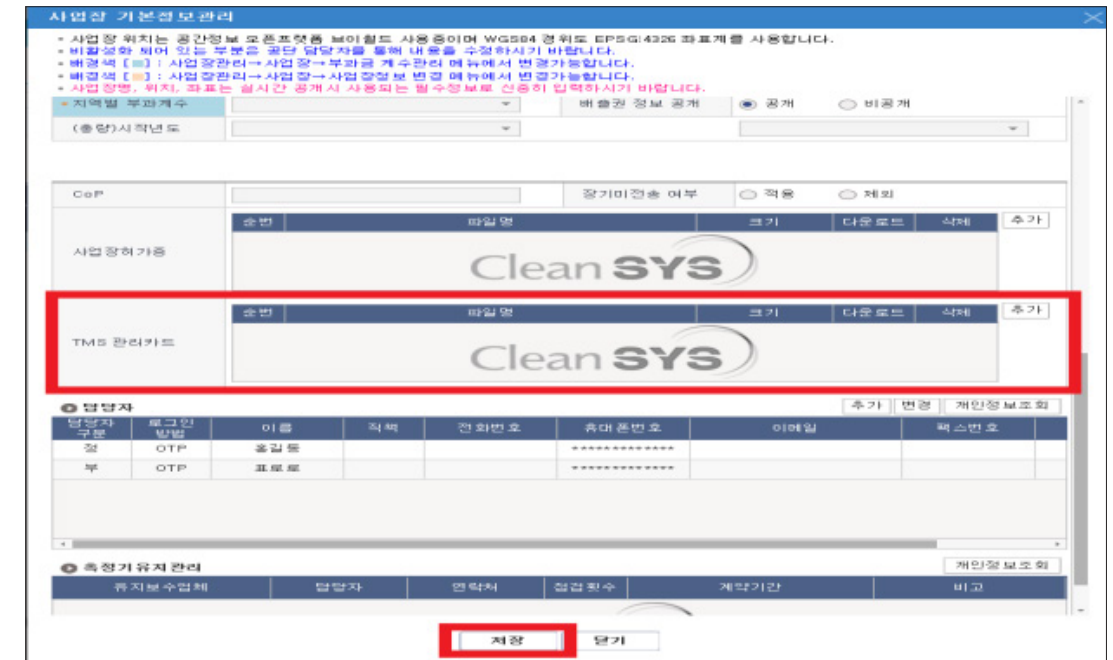 사업장 기본정보관리
- 사업장 위치는 공간정보 오픈프랫폼 브이월드 사용중이며 WGS84 경위도 EPSG:4326 좌표계를 사용합니다.
- 비활성화 되어 있는 부분은 공단 담당자를 통해 내용을 수정하시기 바랍니다.
- 배경색 [ ] : 사업장관리→사업장→부과금 계수관리 메뉴에서 변경가능합니다.
- 배경색 [ ] : 사업장관리→사업장→사업장정보 변경 메뉴에서 변경가능합니다.
- 사업장명, 위치, 좌표는 실시간 공개시 사용되는 필수정보로 신중히 입력하시기 바랍니다.
지역별 부과계수 배출권 정보 공개 공개 비공개
(총량)시작년도
CoP 장기미전송 여부 적용 제외
순번 파일명 크기 다운로드 삭제 추가
사업장허가증
Clean SYS
순번 파일명 크기 다운로드 삭제 추가
TMS 관리카드
Clean SYS
담당자 추가 변경 개인정보조회
담당자구분 로그인방법 이름 직책 전화번호 휴대폰번호 이메일 팩스번호
정 OTP 홍길동 *************
부 OTP 프로로 *************
측정기유지관리 개인정보조회
유지보수업체 담당자 연락처 점검횟수 계약기간 비고
저장 닫기